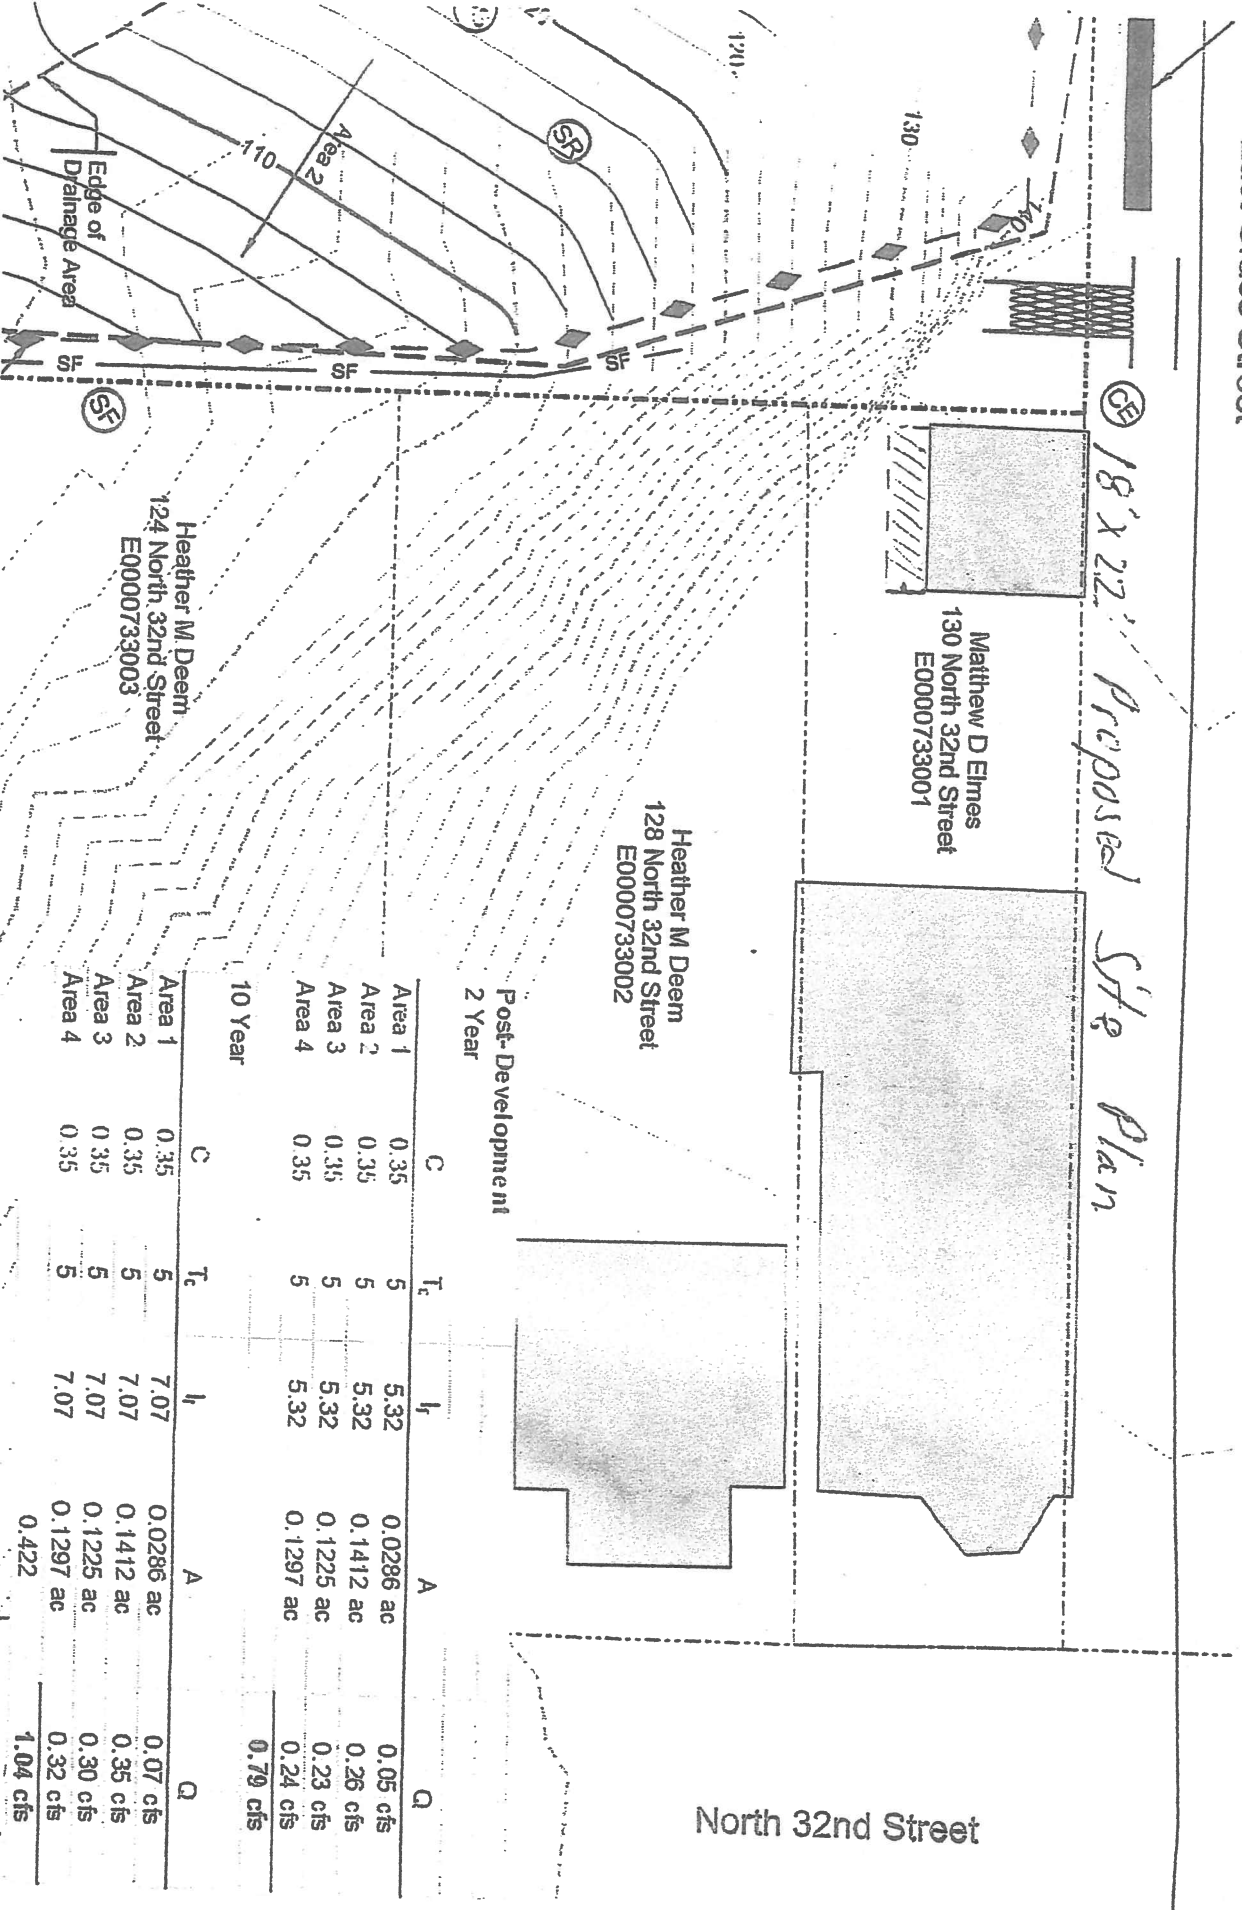 18' X 22' Proposed Site Plan
CE
120
130
140
SR
Area 2
110
Edge of
Drainage Area
SF
SF
SF
SF
Matthew D Elmes
130 North 32nd Street
E0000733001
Heather M Deem
128 North 32nd Street
E0000733002
Heather M Deem
124 North 32nd Street
E0000733003
North 32nd Street
Post-Development
2 Year
C Tc Ir A Q
Area 1 0.35 5 5.32 0.0286 ac 0.05 cfs
Area 2 0.35 5 5.32 0.1412 ac 0.26 cfs
Area 3 0.35 5 5.32 0.1225 ac 0.23 cfs
Area 4 0.35 5 5.32 0.1297 ac 0.24 cfs
0.79 cfs
10 Year
C Tc Ir A Q
Area 1 0.35 5 7.07 0.0286 ac 0.07 cfs
Area 2 0.35 5 7.07 0.1412 ac 0.35 cfs
Area 3 0.35 5 7.07 0.1225 ac 0.30 cfs
Area 4 0.35 5 7.07 0.1297 ac 0.32 cfs
0.422 1.04 cfs